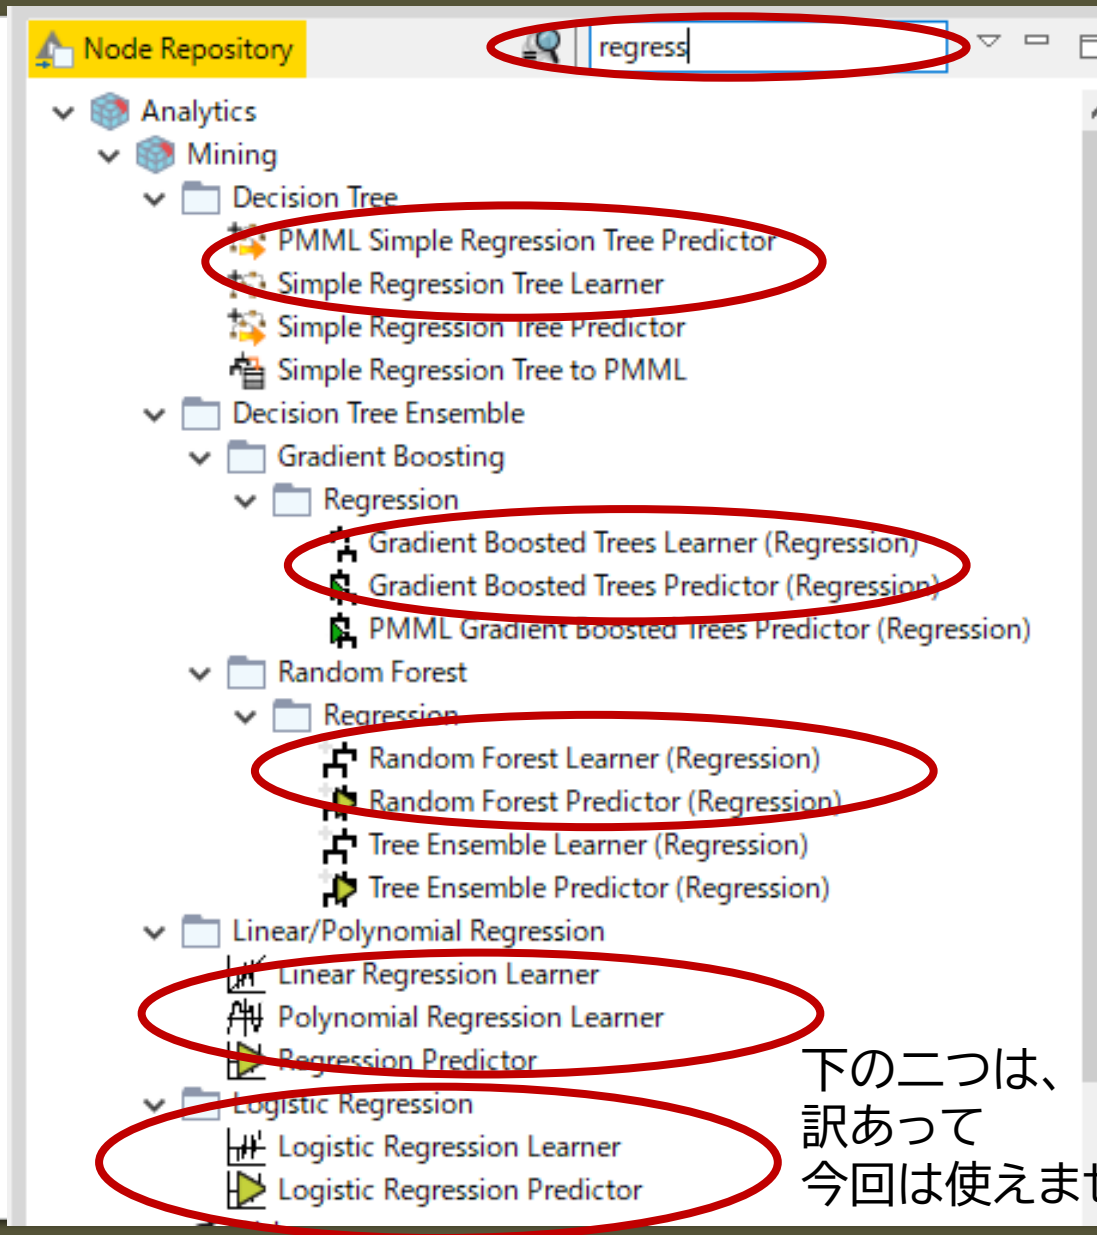 Node Repository
regress
Analytics
Mining
Decision Tree
PMML Simple Regression Tree Predictor
Simple Regression Tree Learner
Simple Regression Tree Predictor
Simple Regression Tree to PMML
Decision Tree Ensemble
Gradient Boosting
Regression
Gradient Boosted Trees Learner (Regression)
Gradient Boosted Trees Predictor (Regression)
PMML Gradient Boosted Trees Predictor (Regression)
Random Forest
Regression
Random Forest Learner (Regression)
Random Forest Predictor (Regression)
Tree Ensemble Learner (Regression)
Tree Ensemble Predictor (Regression)
Linear/Polynomial Regression
Linear Regression Learner
Polynomial Regression Learner
Regression Predictor
Logistic Regression
Logistic Regression Learner
Logistic Regression Predictor
下の二つは、
訳あって
今回は使えませ